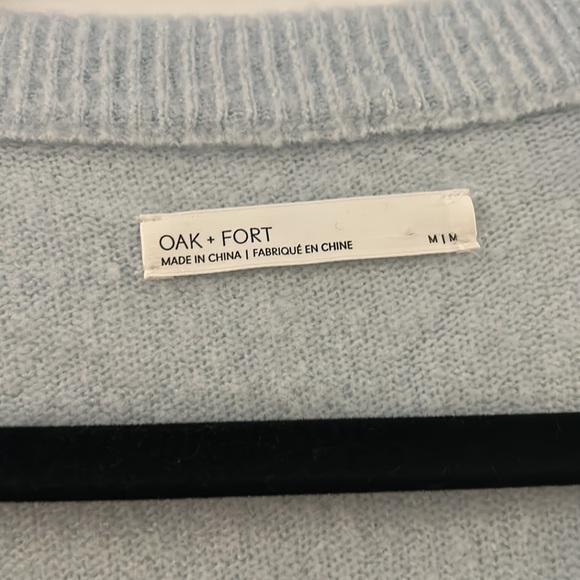 OAK + FORT
MADE IN CHINA | FABRIQUÉ EN CHINE
M | M